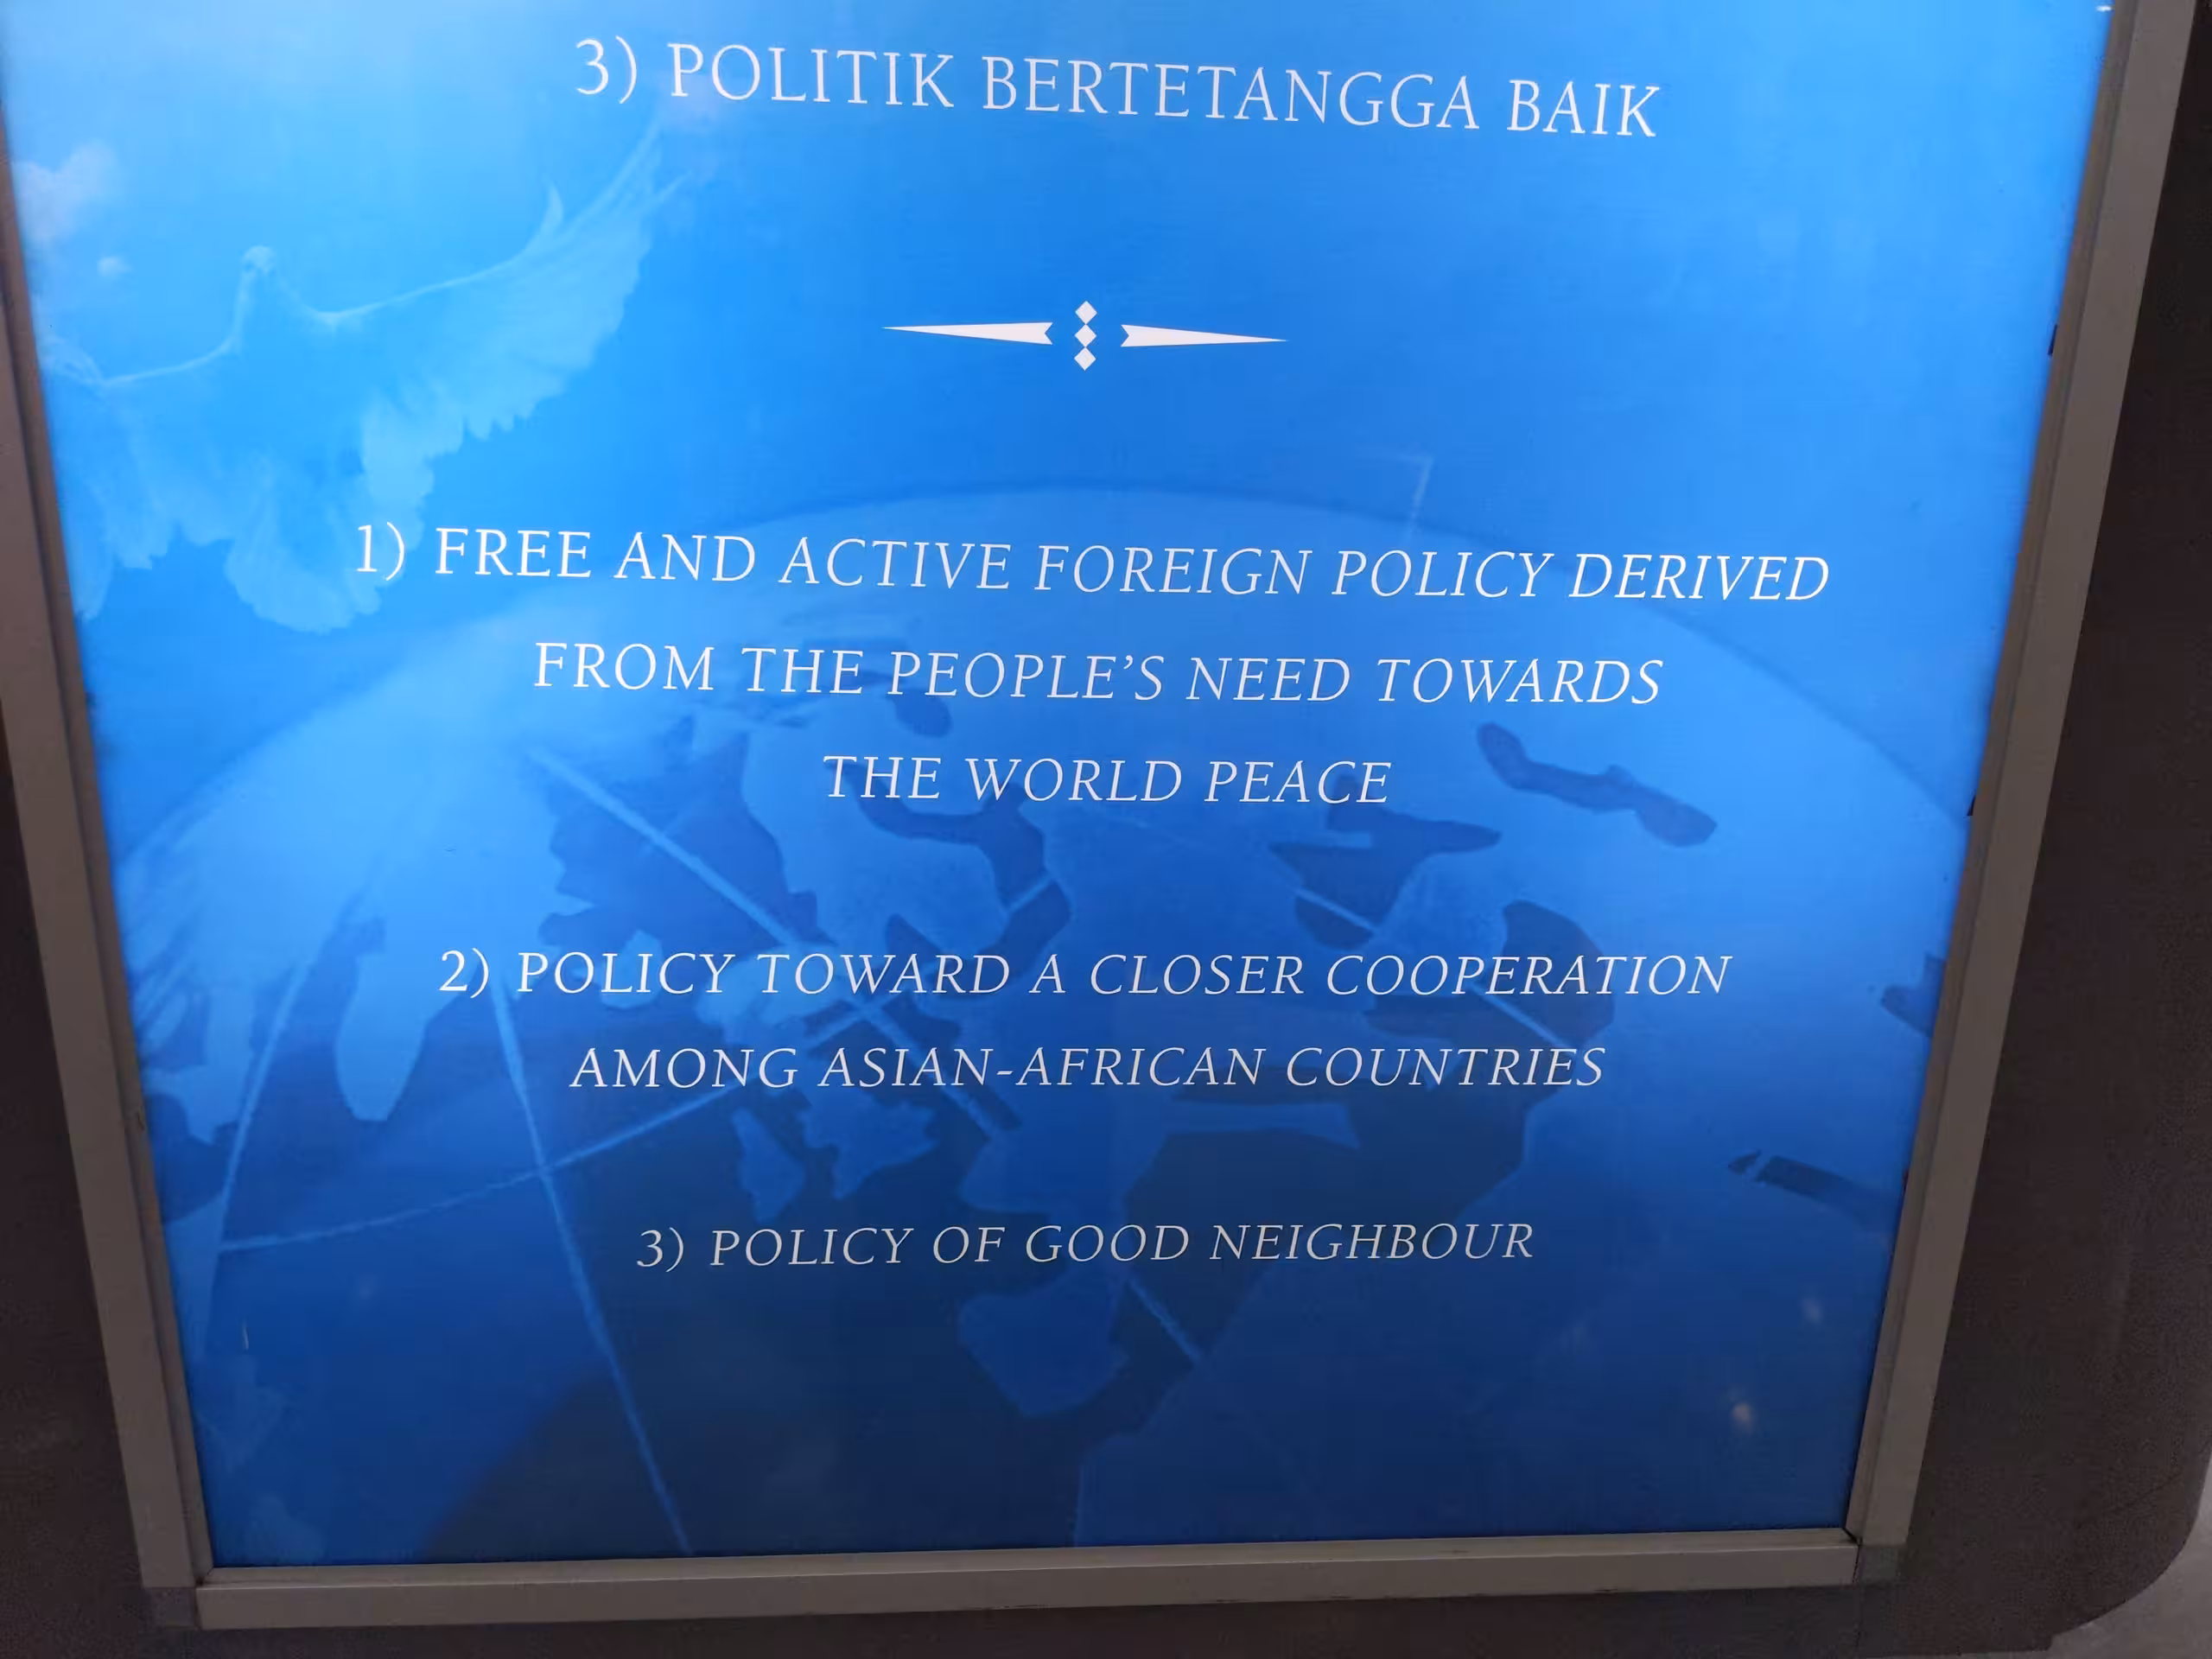 3) POLITIK BERTETANGGA BAIK
1) FREE AND ACTIVE FOREIGN POLICY DERIVED
FROM THE PEOPLE'S NEED TOWARDS
THE WORLD PEACE
2) POLICY TOWARD A CLOSER COOPERATION
AMONG ASIAN-AFRICAN COUNTRIES
3) POLICY OF GOOD NEIGHBOUR